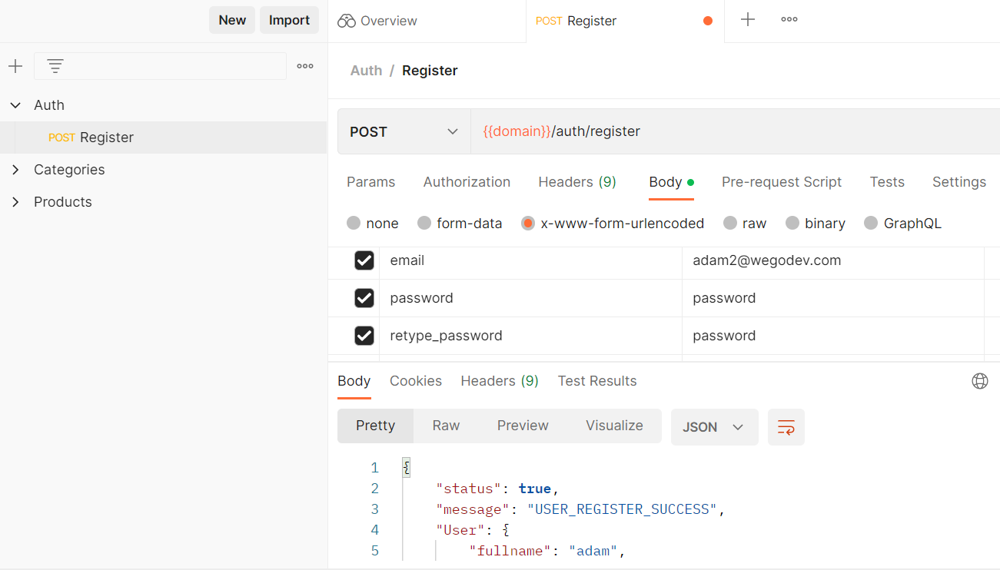 New Import
Overview
POST Register
Auth
POST Register
Categories
Products
Auth / Register
POST {{domain}}/auth/register
Params Authorization Headers (9) Body Pre-request Script Tests Settings
none form-data x-www-form-urlencoded raw binary GraphQL
email adam2@wegodev.com
password password
retype_password password
Body Cookies Headers (9) Test Results
Pretty Raw Preview Visualize JSON
1 {
2 "status": true,
3 "message": "USER_REGISTER_SUCCESS",
4 "User": {
5 "fullname": "adam",